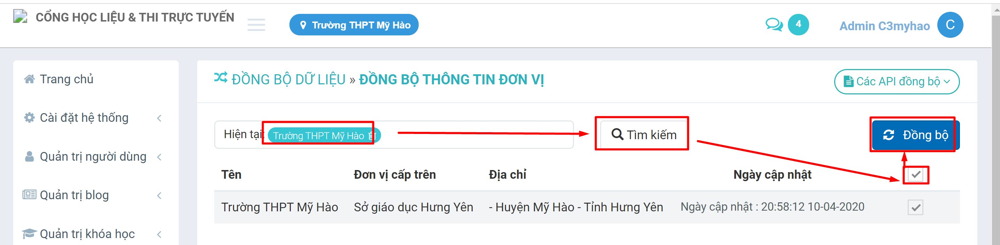 CỔNG HỌC LIỆU & THI TRỰC TUYẾN
Trường THPT Mỹ Hào
4
Admin C3myhao
C
Trang chủ
Cài đặt hệ thống
Quản trị người dùng
Quản trị blog
Quản trị khóa học
ĐỒNG BỘ DỮ LIỆU » ĐỒNG BỘ THÔNG TIN ĐƠN VỊ
Các API đồng bộ
Hiện tại: Trường THPT Mỹ Hào
Tìm kiếm
Đồng bộ
Tên Đơn vị cấp trên Địa chỉ Ngày cập nhật
Trường THPT Mỹ Hào Sở giáo dục Hưng Yên - Huyện Mỹ Hào - Tỉnh Hưng Yên Ngày cập nhật : 20:58:12 10-04-2020